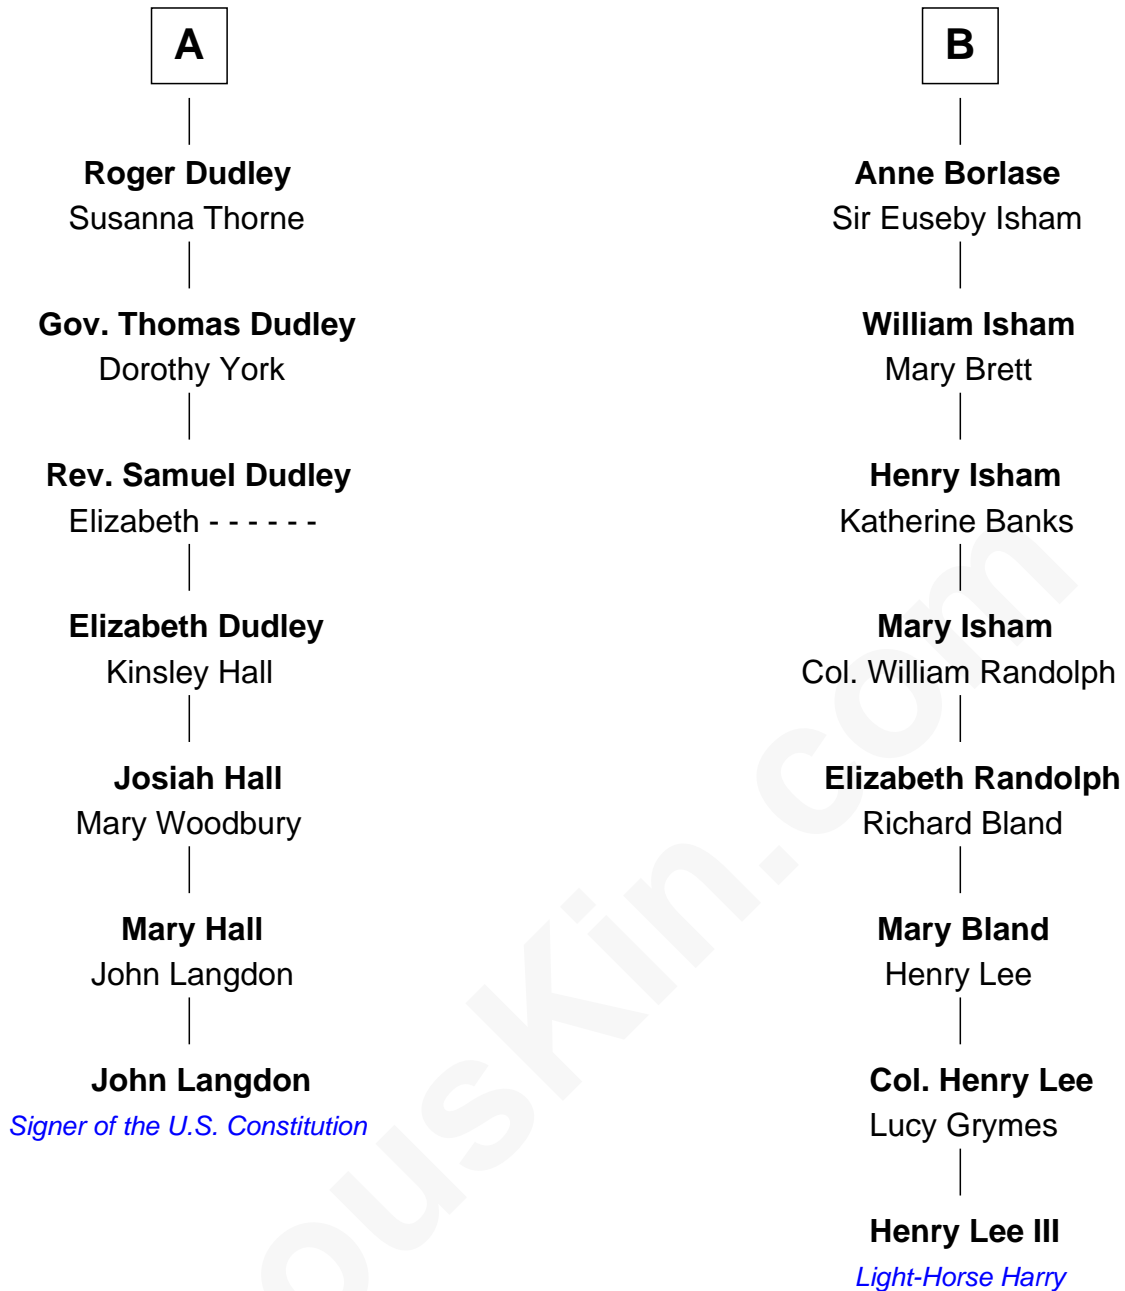 A
Roger Dudley
Susanna Thorne
Gov. Thomas Dudley
Dorothy York
Rev. Samuel Dudley
Elizabeth - - - - - -
Elizabeth Dudley
Kinsley Hall
Josiah Hall
Mary Woodbury
Mary Hall
John Langdon
John Langdon
Signer of the U.S. Constitution
B
Anne Borlase
Sir Euseby Isham
William Isham
Mary Brett
Henry Isham
Katherine Banks
Mary Isham
Col. William Randolph
Elizabeth Randolph
Richard Bland
Mary Bland
Henry Lee
Col. Henry Lee
Lucy Grymes
Henry Lee III
Light-Horse Harry
ousKin.com